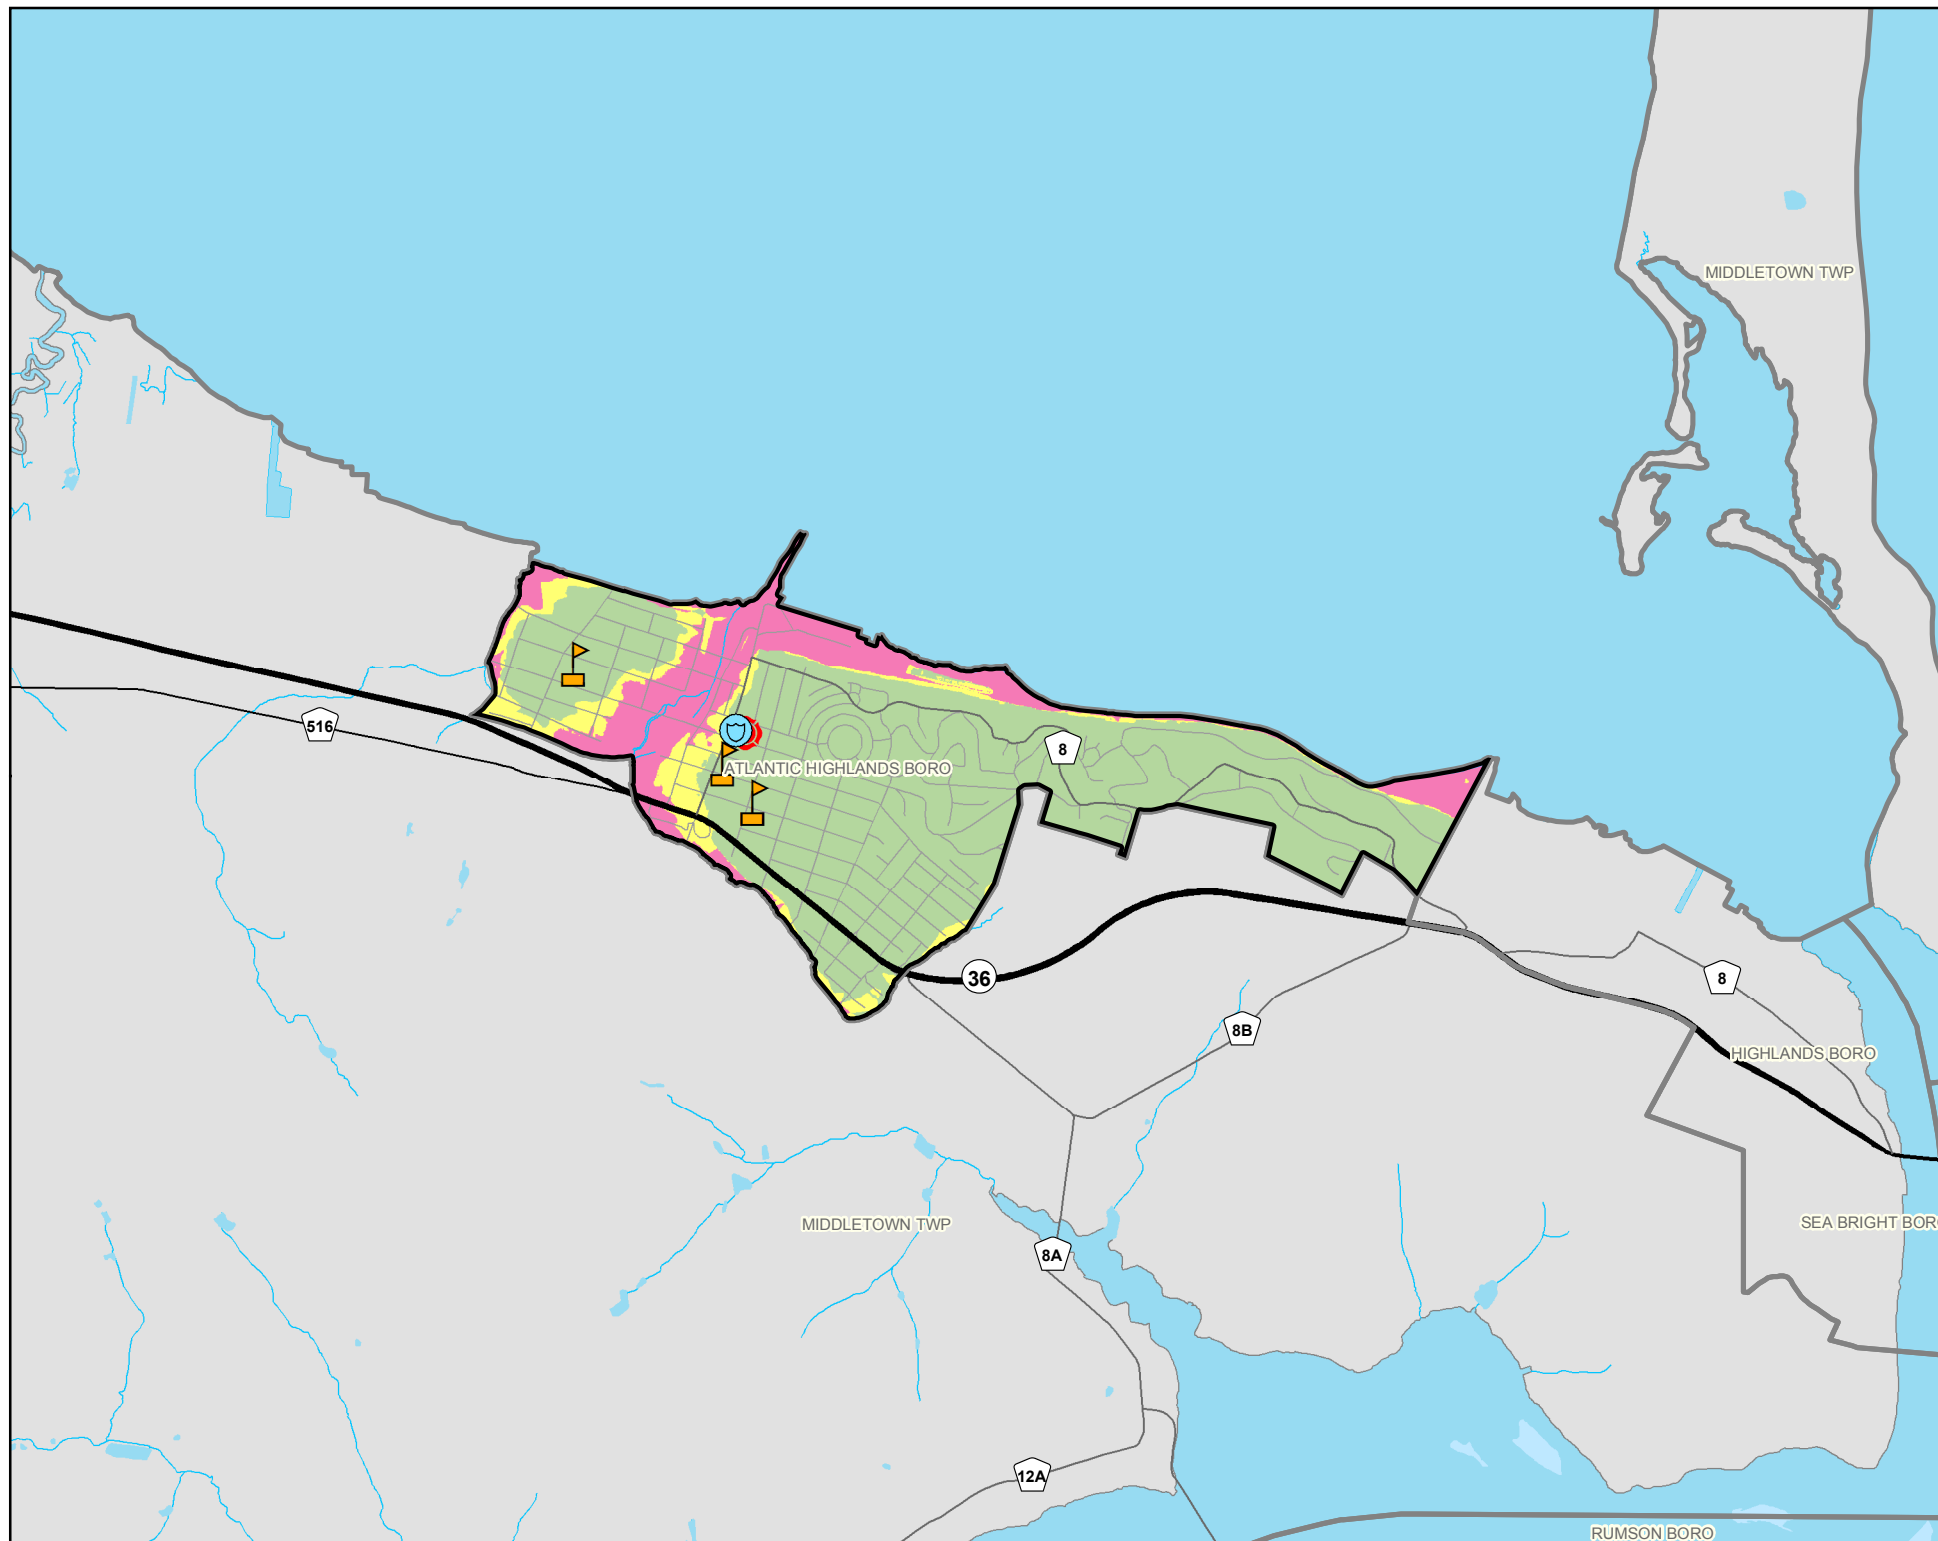 MIDDLETOWN TWP
516
8
ATLANTIC HIGHLANDS BORO
36
8
8B
HIGHLANDS BORO
MIDDLETOWN TWP
SEA BRIGHT BOR
8A
12A
RUMSON BORO